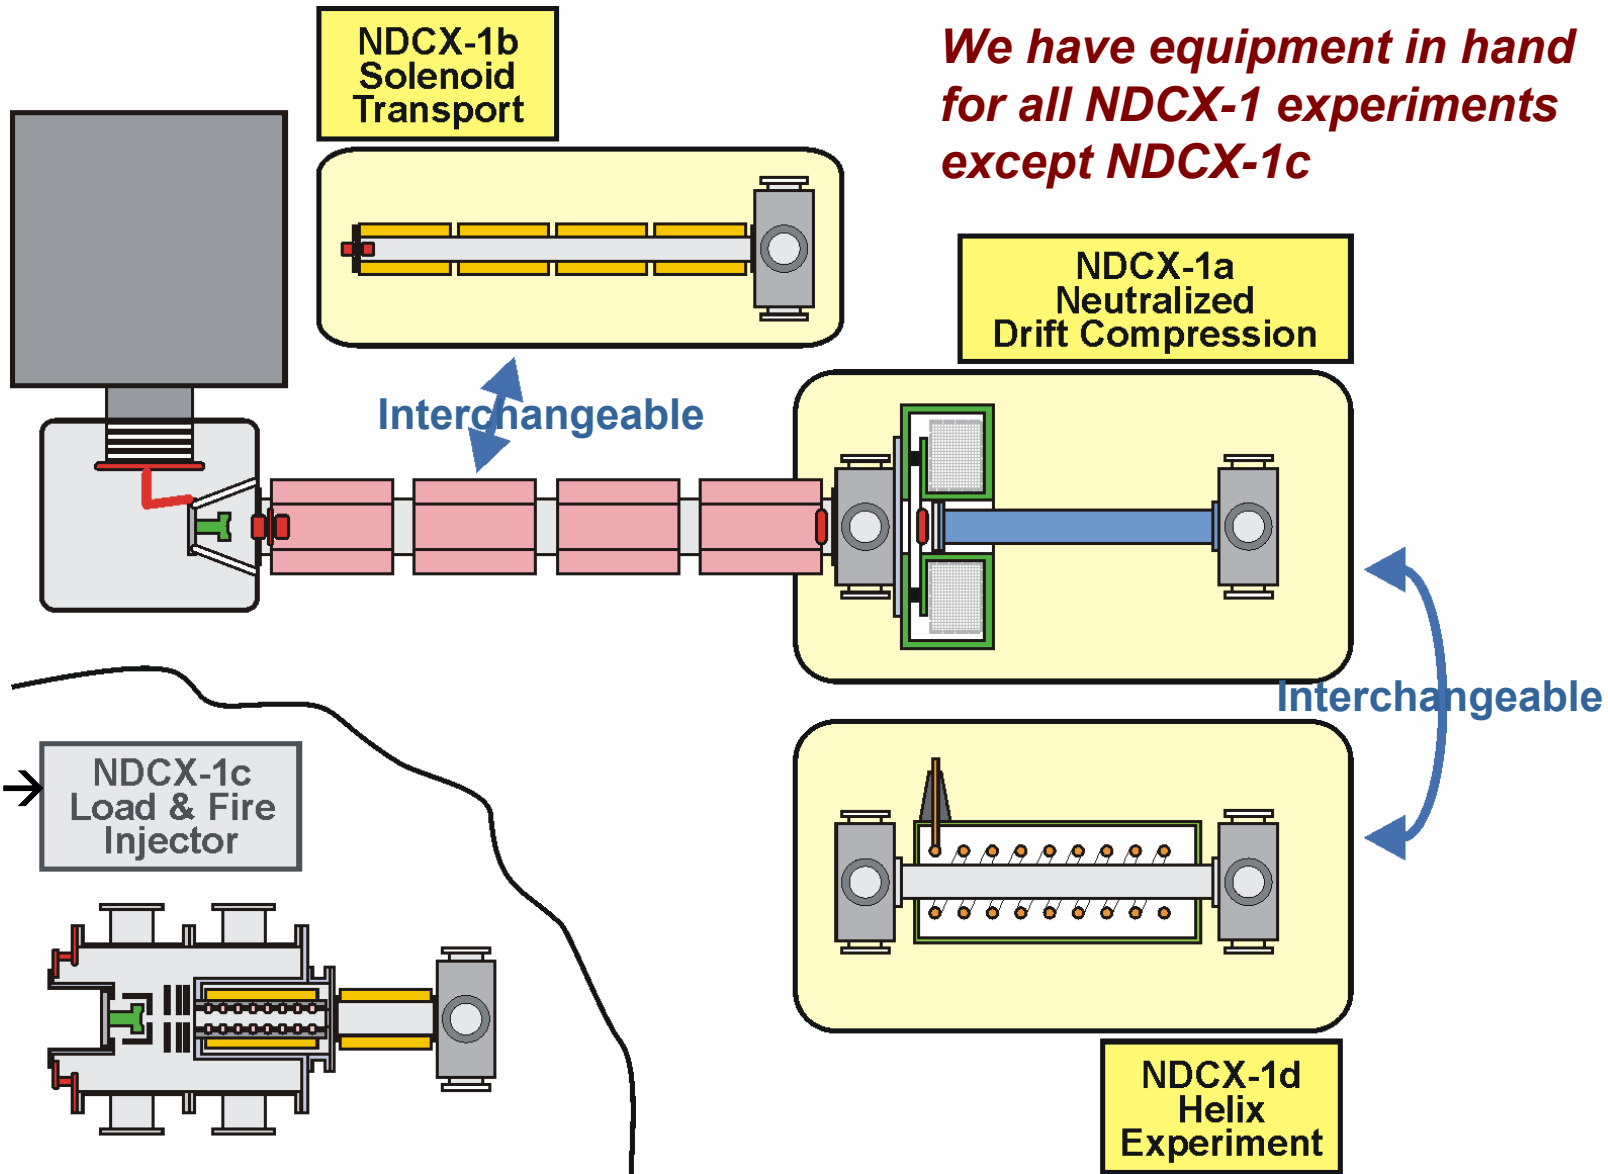 NDCX-1b
Solenoid
Transport
We have equipment in hand
for all NDCX-1 experiments
except NDCX-1c
NDCX-1a
Neutralized
Drift Compression
Interchangeable
Interchangeable
NDCX-1c
Load & Fire
Injector
NDCX-1d
Helix
Experiment